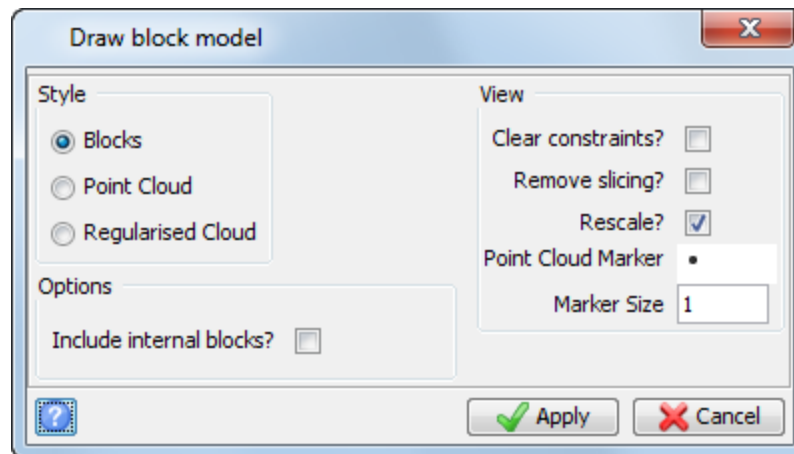 Draw block model
Style
Blocks
Point Cloud
Regularised Cloud
Options
Include internal blocks?
View
Clear constraints?
Remove slicing?
Rescale?
Point Cloud Marker
Marker Size 1
?
Apply
Cancel